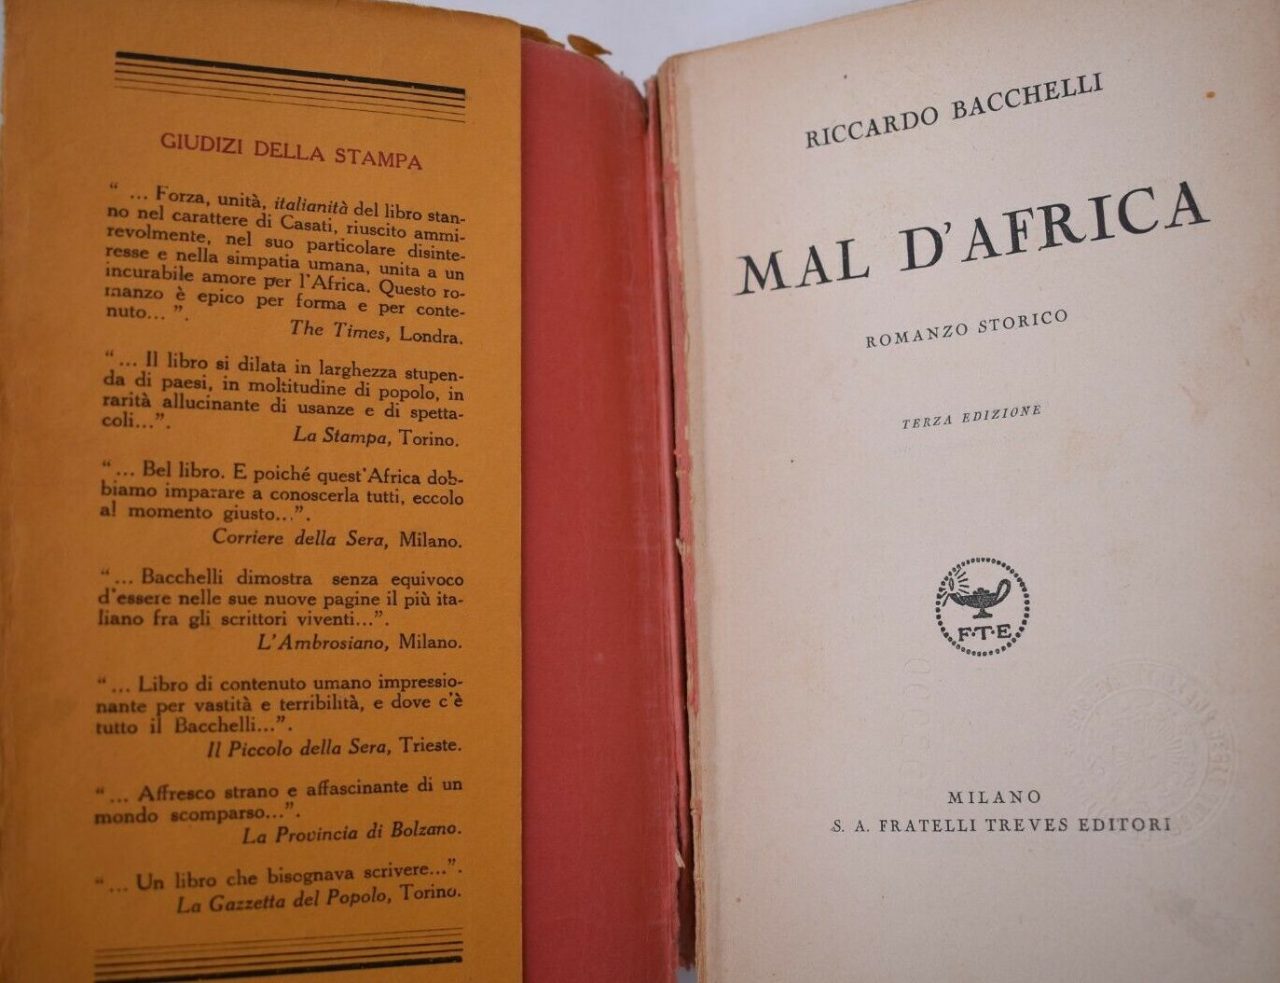 GIUDIZI DELLA STAMPA
“ ... Forza, unità, italianità del libro stan-
no nel carattere di Casati, riuscito ammi-
revolmente, nel suo particolare disinte-
resse e nella simpatia umana, unita a un
incurabile amore per l'Africa. Questo ro-
manzo è epico per forma e per conte-
nuto... ”.
The Times, Londra.
“ ... Il libro si dilata in larghezza stupen-
da di paesi, in moltitudine di popolo, in
rarità allucinante di usanze e di spetta-
coli...”.
La Stampa, Torino.
“ ... Bel libro. E poiché quest'Africa dob-
biamo imparare a conoscerla tutti, eccolo
al momento giusto...”.
Corriere della Sera, Milano.
“ ... Bacchelli dimostra senza equivoco
d'essere nelle sue nuove pagine il più ita-
liano fra gli scrittori viventi...”.
L'Ambrosiano, Milano.
“ ... Libro di contenuto umano impressio-
nante per vastità e terribilità, e dove c'è
tutto il Bacchelli...”.
Il Piccolo della Sera, Trieste.
“ ... Affresco strano e affascinante di un
mondo scomparso...”.
La Provincia di Bolzano.
“ ... Un libro che bisognava scrivere...”.
La Gazzetta del Popolo, Torino.
RICCARDO BACCHELLI
MAL D'AFRICA
ROMANZO STORICO
TERZA EDIZIONE
F·T·E
MILANO
S. A. FRATELLI TREVES EDITORI